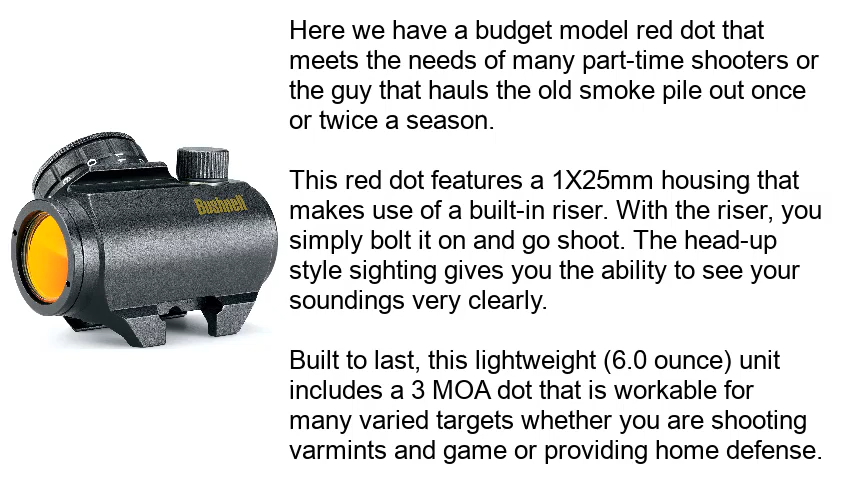 Here we have a budget model red dot that
meets the needs of many part-time shooters or
the guy that hauls the old smoke pile out once
or twice a season.
This red dot features a 1X25mm housing that
makes use of a built-in riser. With the riser, you
simply bolt it on and go shoot. The head-up
style sighting gives you the ability to see your
soundings very clearly.
Built to last, this lightweight (6.0 ounce) unit
includes a 3 MOA dot that is workable for
many varied targets whether you are shooting
varmints and game or providing home defense.
Bushnell